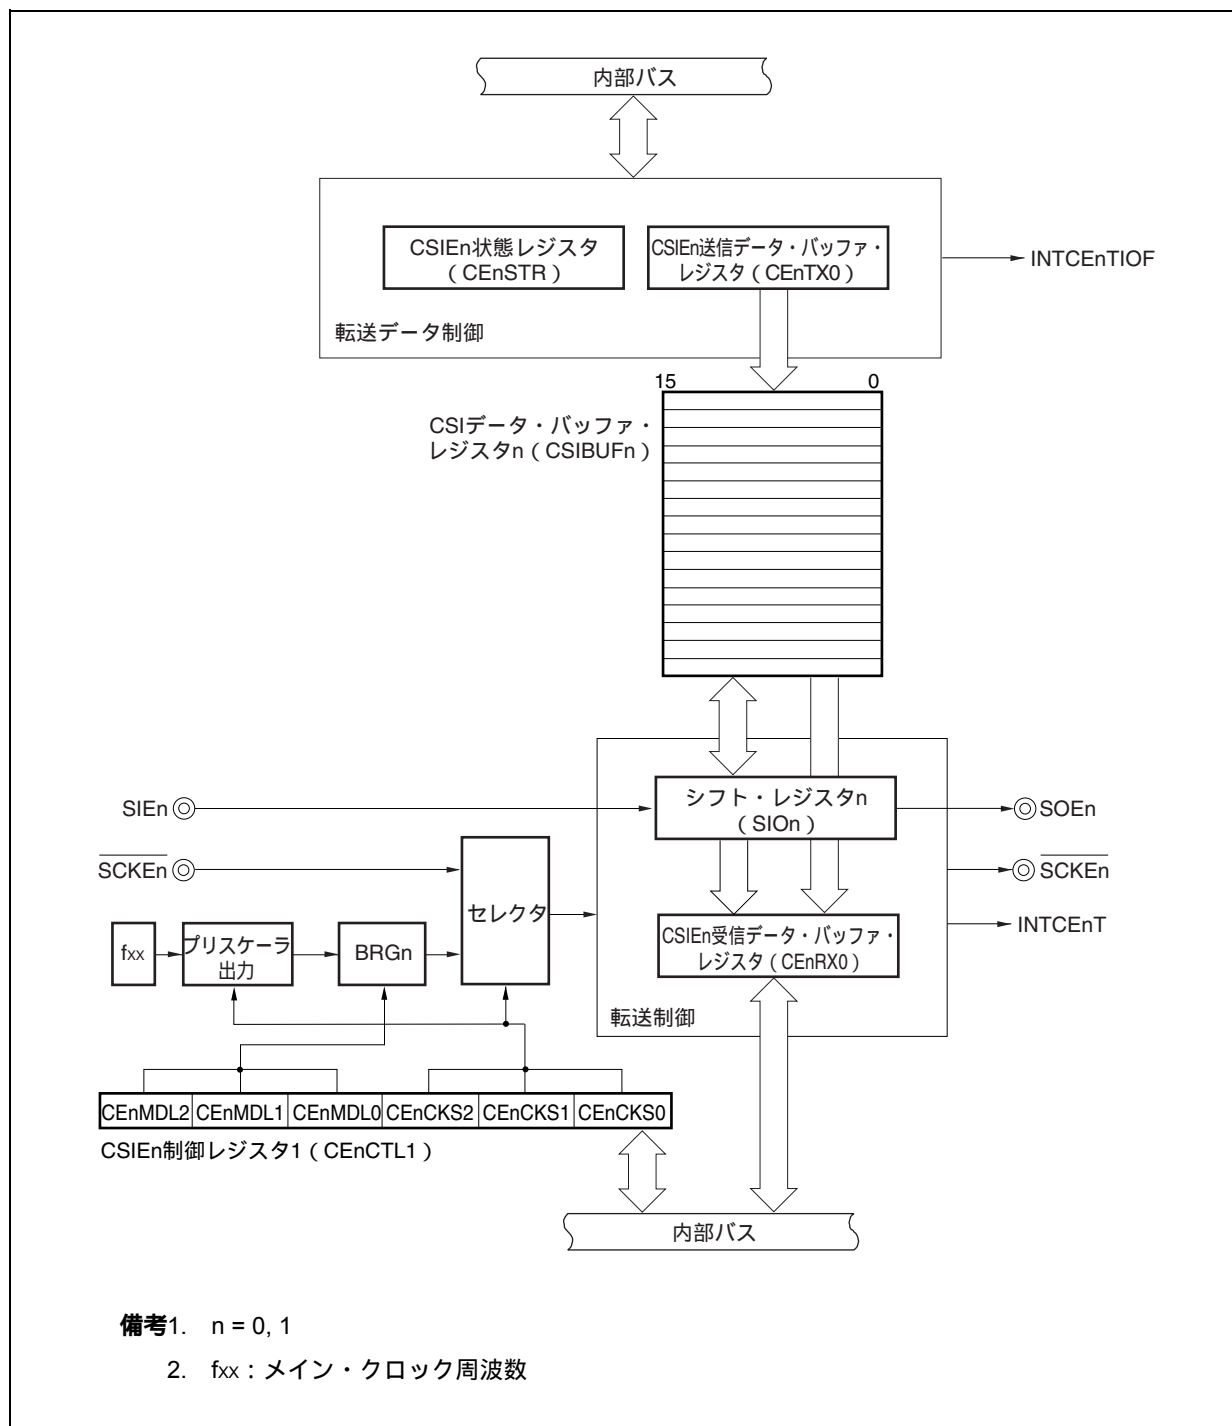 内部バス
CSIEn状態レジスタ
（CEnSTR）
CSIEn送信データ・バッファ・
レジスタ（CEnTX0）
INTCEnTIOF
転送データ制御
15
0
CSIデータ・バッファ・
レジスタn（CSIBUFn）
SIEn
シフト・レジスタn
（SIOn）
SOEn
SCKEn
セレクタ
SCKEn
fxx
プリスケーラ
出力
BRGn
CSIEn受信データ・バッファ・
レジスタ（CEnRX0）
INTCEnT
転送制御
CEnMDL2 CEnMDL1 CEnMDL0 CEnCKS2 CEnCKS1 CEnCKS0
CSIEn制御レジスタ1（CEnCTL1）
内部バス
備考1. n = 0, 1
2. fxx：メイン・クロック周波数